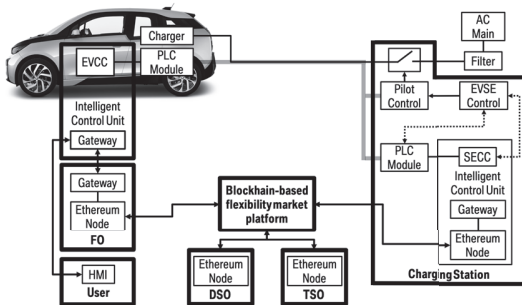 Charger
AC
Main
EVCC
PLC
Module
Filter
Pilot
Control
EVSE
Control
Intelligent
Control Unit
Gateway
PLC
Module
SECC
Intelligent
Control Unit
Gateway
Ethereum
Node
FO
Blockhain-based
flexibility market
platform
Gateway
Ethereum
Node
Charging Station
HMI
User
Ethereum
Node
DSO
Ethereum
Node
TSO